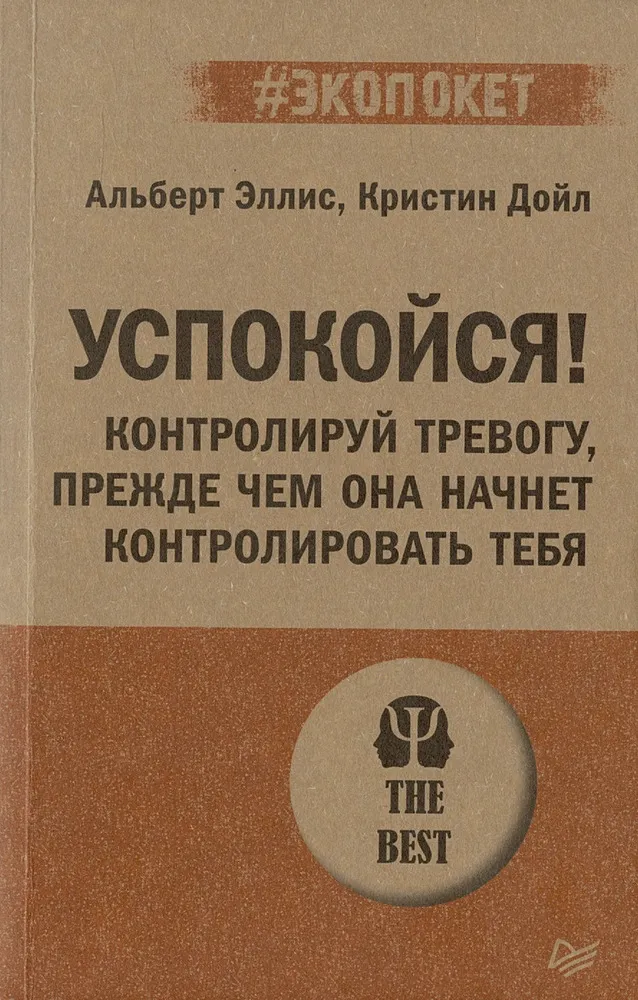 #ЭКОПОКЕТ
Альберт Эллис, Кристин Дойл
УСПОКОЙСЯ!
КОНТРОЛИРУЙ ТРЕВОГУ,
ПРЕЖДЕ ЧЕМ ОНА НАЧНЕТ
КОНТРОЛИРОВАТЬ ТЕБЯ
Ψ
THE
BEST